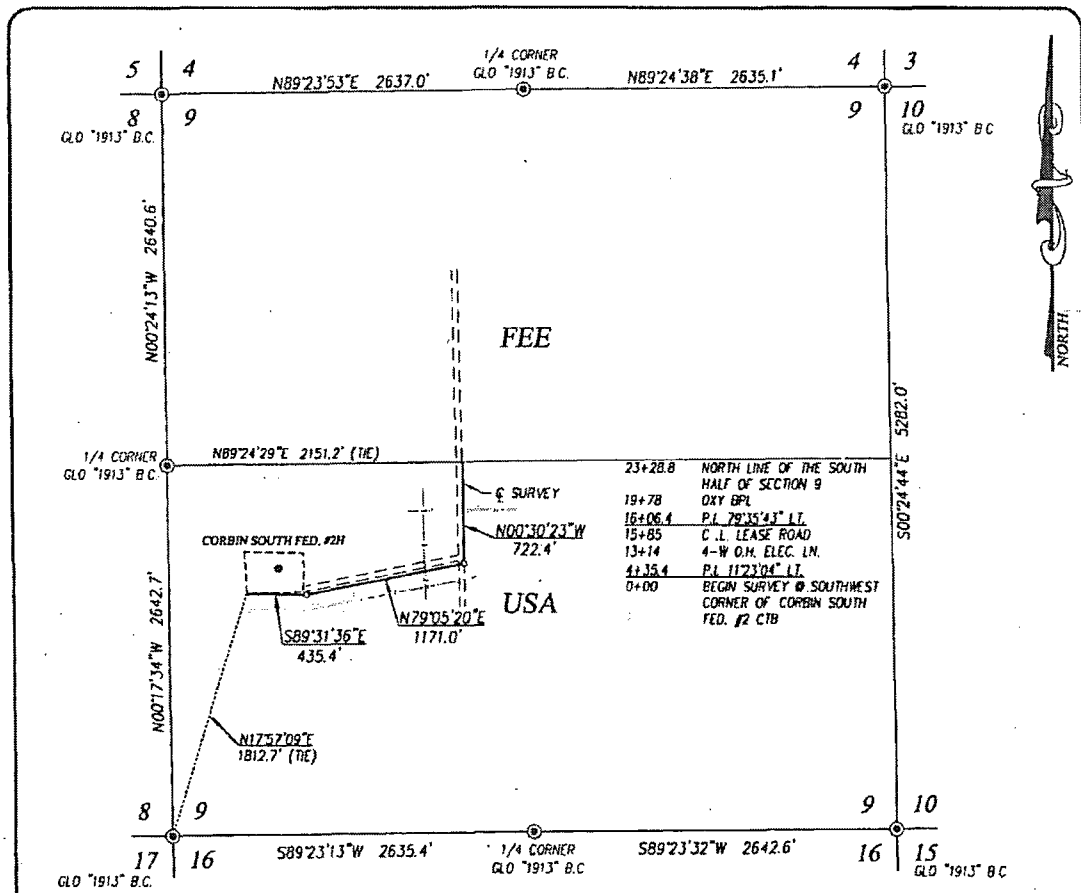 5 4
1/4 CORNER
GLO "1913" B.C.
N89°23'53"E 2637.0'
N89°24'38"E 2635.1'
4 3
8 9
GLO "1913" B.C.
9 10
GLO "1913" B.C
NORTH
N00°24'13"W 2640.6'
FEE
S00°24'44"E 5282.0'
1/4 CORNER
GLO "1913" B.C.
N89°24'29"E 2151.2' (TIE)
23+28.8 NORTH LINE OF THE SOUTH
HALF OF SECTION 9
19+78 OXY BPL
16+06.4 P.I. 79°35'43" LT.
15+85 C.L. LEASE ROAD
13+14 4-W O.H. ELEC. LN.
4+35.4 P.I. 11°23'04" LT.
0+00 BEGIN SURVEY @ SOUTHWEST
CORNER OF CORBIN SOUTH
FED. #2 CTB
℄ SURVEY
N00°30'23"W
722.4'
CORBIN SOUTH FED. #2H
USA
N79°05'20"E
1171.0'
S89°31'36"E
435.4'
N00°17'34"W 2642.7'
N17°57'09"E
1812.7' (TIE)
8 9
17 16
GLO "1913" B.C.
S89°23'13"W 2635.4'
1/4 CORNER
GLO "1913" B.C
S89°23'32"W 2642.6'
9 10
16 15
GLO "1913" B.C